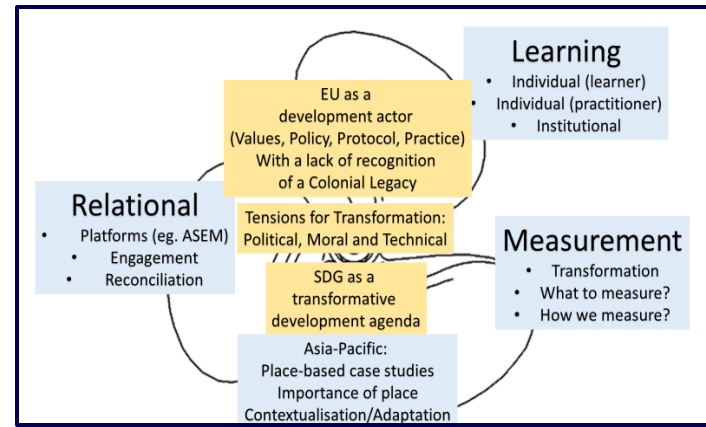 Learning
• Individual (learner)
• Individual (practitioner)
• Institutional
EU as a
development actor
(Values, Policy, Protocol, Practice)
With a lack of recognition
of a Colonial Legacy
Relational
• Platforms (eg. ASEM)
• Engagement
• Reconciliation
Tensions for Transformation:
Political, Moral and Technical
Measurement
• Transformation
• What to measure?
• How we measure?
SDG as a
transformative
development agenda
Asia-Pacific:
Place-based case studies
Importance of place
Contextualisation/Adaptation